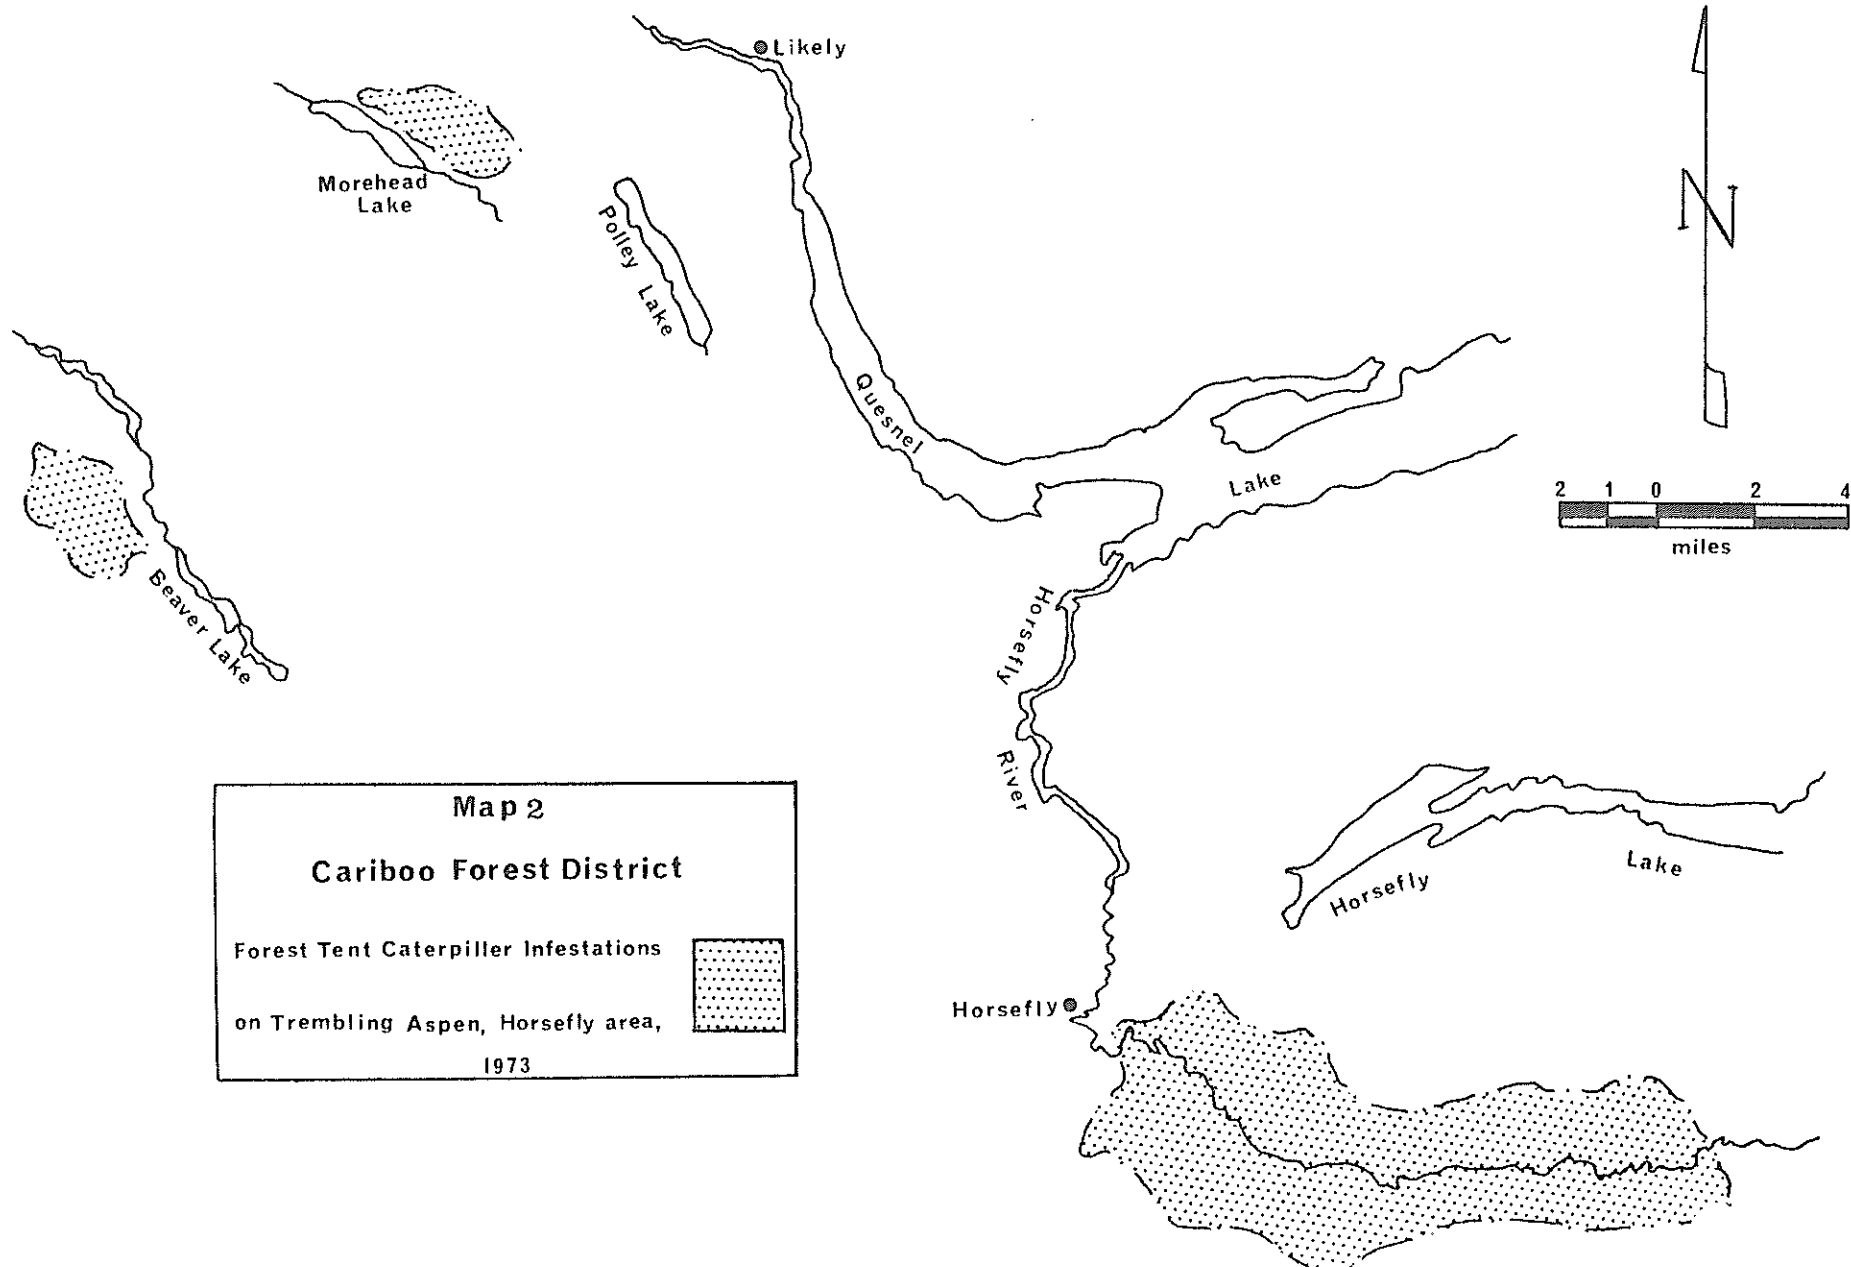 Likely
Morehead
Lake
Polley Lake
N
Quesnel
Lake
2 1 0 2 4
miles
Beaver Lake
Horsefly
River
Map 2
Cariboo Forest District
Forest Tent Caterpiller Infestations
on Trembling Aspen, Horsefly area,
1973
Horsefly
Lake
Horsefly